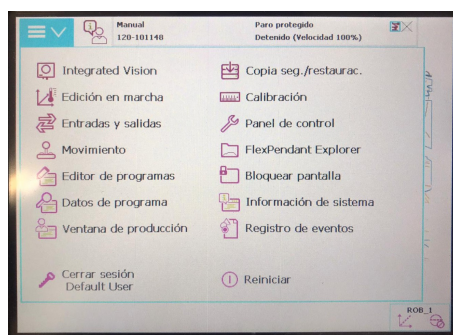 Manual
120-101148
Paro protegido
Detenido (Velocidad 100%)
Integrated Vision
Copia seg./restaurac.
Edición en marcha
Calibración
Entradas y salidas
Panel de control
Movimiento
FlexPendant Explorer
Editor de programas
Bloquear pantalla
Datos de programa
Información de sistema
Ventana de producción
Registro de eventos
Cerrar sesión
Default User
Reiniciar
ROB_1